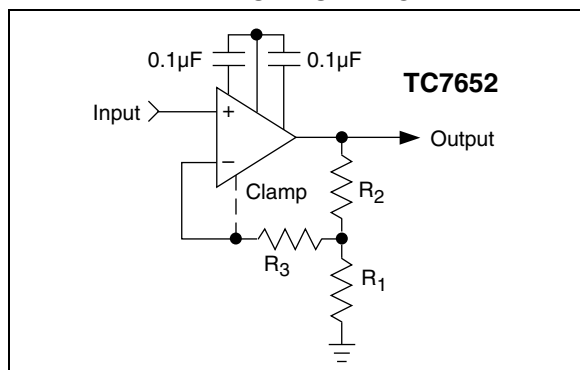 0.1µF
0.1µF
TC7652
Input
+
Output
−
Clamp
R2
R3
R1